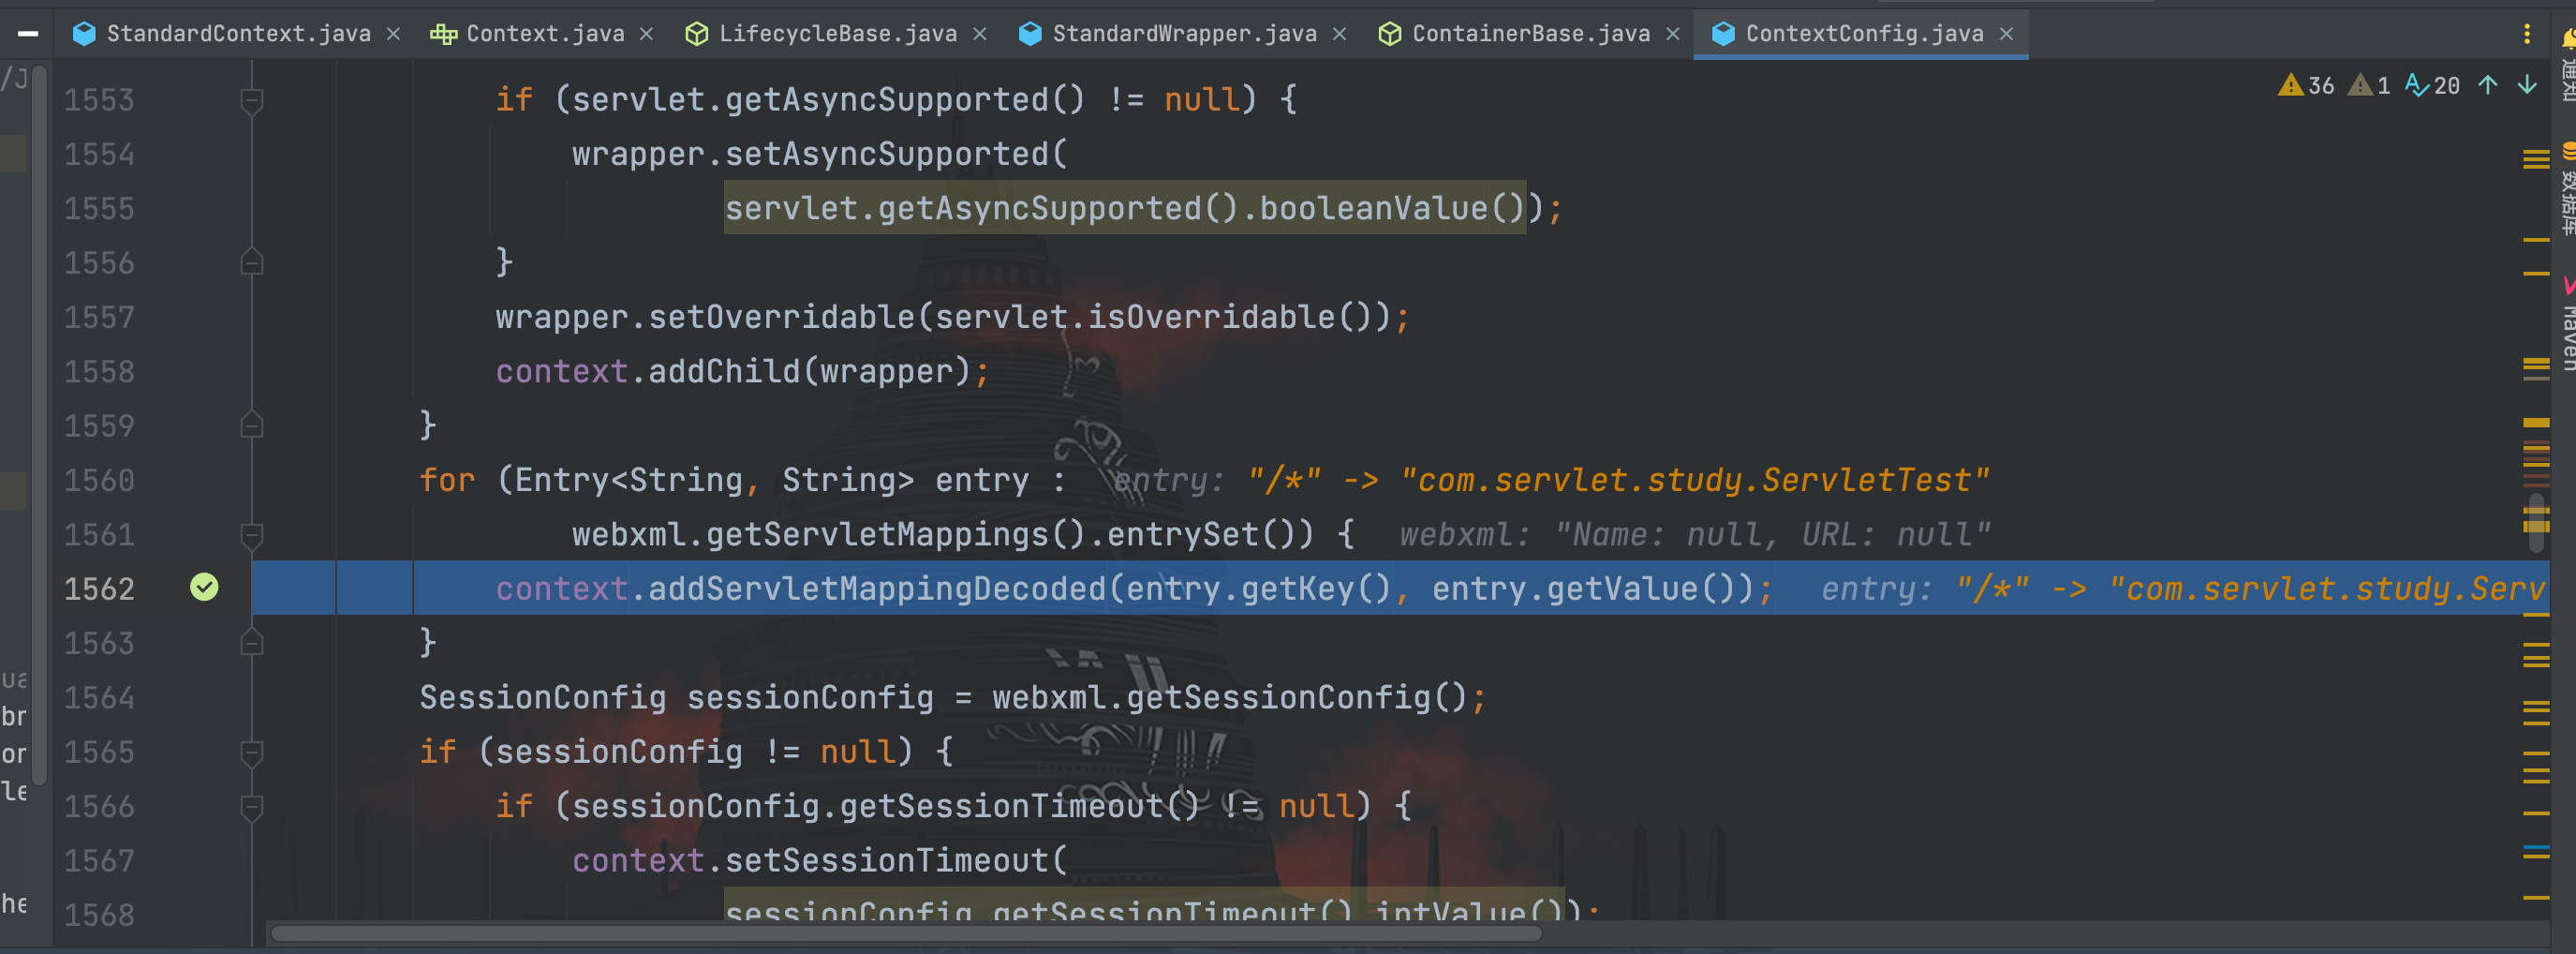 StandardContext.java Context.java LifecycleBase.java StandardWrapper.java ContainerBase.java ContextConfig.java
36 1 20
1553 if (servlet.getAsyncSupported() != null) {
1554 wrapper.setAsyncSupported(
1555 servlet.getAsyncSupported().booleanValue());
1556 }
1557 wrapper.setOverridable(servlet.isOverridable());
1558 context.addChild(wrapper);
1559 }
1560 for (Entry<String, String> entry : entry: "/*" -> "com.servlet.study.ServletTest"
1561 webxml.getServletMappings().entrySet()) { webxml: "Name: null, URL: null"
1562 context.addServletMappingDecoded(entry.getKey(), entry.getValue()); entry: "/*" -> "com.servlet.study.Serv
1563 }
1564 SessionConfig sessionConfig = webxml.getSessionConfig();
1565 if (sessionConfig != null) {
1566 if (sessionConfig.getSessionTimeout() != null) {
1567 context.setSessionTimeout(
1568 sessionConfig.getSessionTimeout().intValue());
/J
ua
br
or
le
he
通知
数据库
Maven